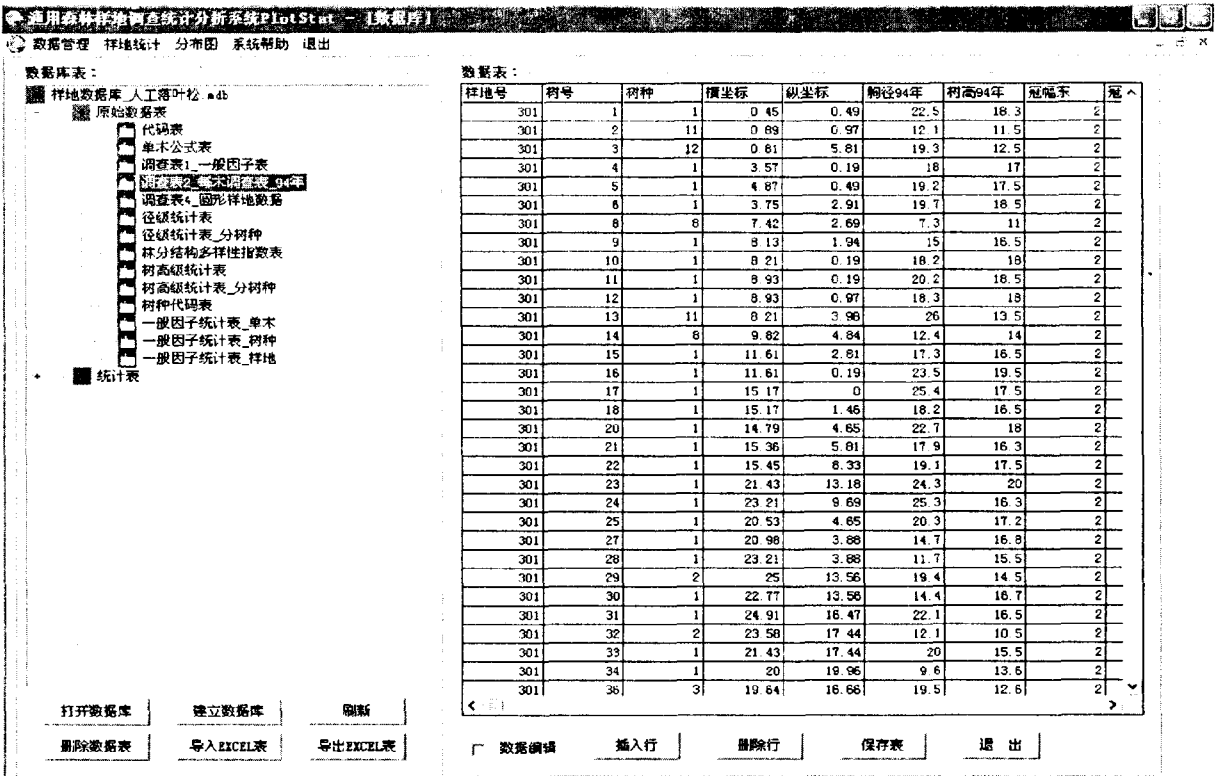 通用森林样地调查统计分析系统PlotStat - [数据库]
数据管理 样地统计 分布图 系统帮助 退出
数据库表：
样地数据库_人工落叶松.mdb
原始数据表
代码表
单木公式表
调查表1_一般因子表
调查表2_每木调查表_94年
调查表4_圆形样地数据
径级统计表
径级统计表_分树种
林分结构多样性指数表
树高级统计表
树高级统计表_分树种
树种代码表
一般因子统计表_单木
一般因子统计表_树种
一般因子统计表_样地
统计表
打开数据库 建立数据库 刷新
删除数据表 导入EXCEL表 导出EXCEL表
数据表：
样地号 树号 树种 横坐标 纵坐标 胸径94年 树高94年 冠幅东 冠
301 1 1 0.45 0.49 22.5 18.3 2
301 2 11 0.89 0.97 12.1 11.5 2
301 3 12 0.81 5.81 19.3 12.5 2
301 4 1 3.57 0.19 18 17 2
301 5 1 4.87 0.49 19.2 17.5 2
301 6 1 3.75 2.91 19.7 18.5 2
301 8 8 7.42 2.69 7.3 11 2
301 9 1 8.13 1.94 15 16.5 2
301 10 1 8.21 0.19 18.2 18 2
301 11 1 8.93 0.19 20.2 18.5 2
301 12 1 8.93 0.97 18.3 18 2
301 13 11 8.21 3.98 26 13.5 2
301 14 8 9.82 4.84 12.4 14 2
301 15 1 11.61 2.81 17.3 16.5 2
301 16 1 11.61 0.19 23.5 19.5 2
301 17 1 15.17 0 25.4 17.5 2
301 18 1 15.17 1.46 18.2 16.5 2
301 20 1 14.79 4.65 22.7 18 2
301 21 1 15.36 5.81 17.9 16.3 2
301 22 1 15.45 8.33 19.1 17.5 2
301 23 1 21.43 13.18 24.3 20 2
301 24 1 23.21 9.69 25.3 16.3 2
301 25 1 20.53 4.65 20.3 17.2 2
301 27 1 20.98 3.88 14.7 16.8 2
301 28 1 23.21 3.88 11.7 15.5 2
301 29 2 25 13.56 19.4 14.5 2
301 30 1 22.77 13.56 14.4 16.7 2
301 31 1 24.91 16.47 22.1 16.5 2
301 32 2 23.58 17.44 12.1 10.5 2
301 33 1 21.43 17.44 20 15.5 2
301 34 1 20 19.96 9.6 13.6 2
301 36 3 19.64 16.66 19.5 12.6 2
数据编辑 插入行 删除行 保存表 退 出